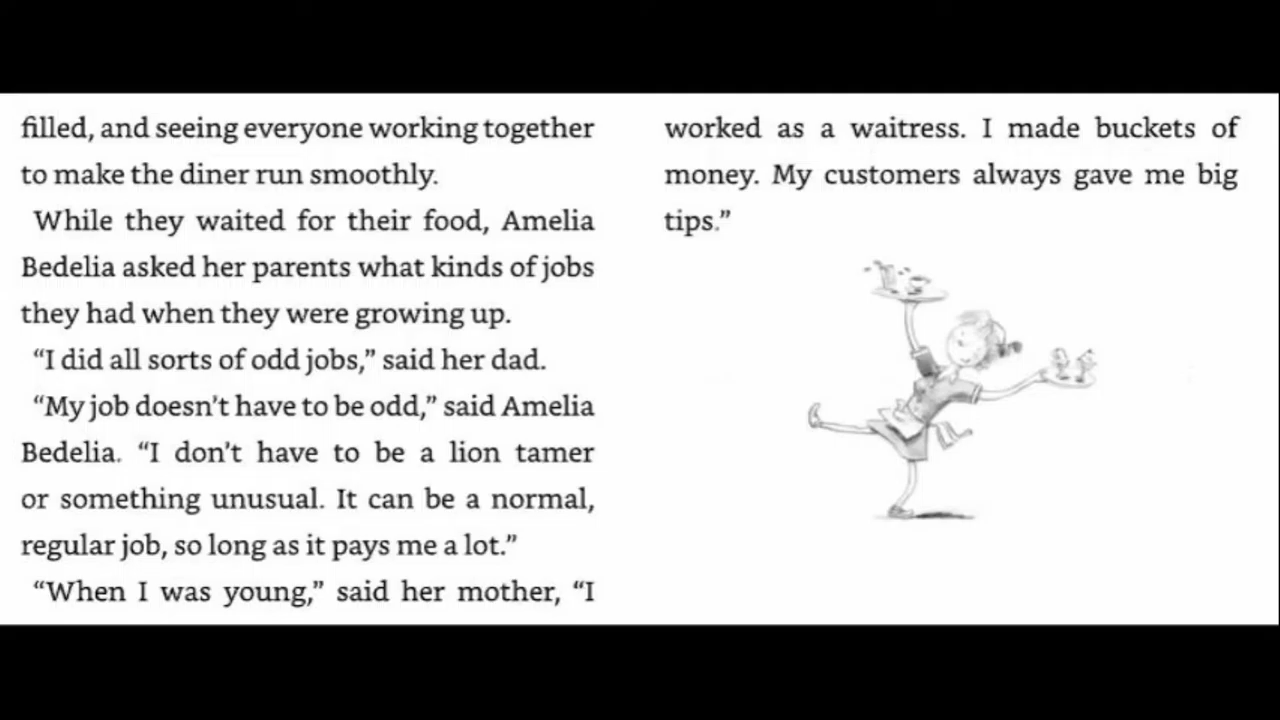 filled, and seeing everyone working together
to make the diner run smoothly.
While they waited for their food, Amelia
Bedelia asked her parents what kinds of jobs
they had when they were growing up.
“I did all sorts of odd jobs,” said her dad.
“My job doesn’t have to be odd,” said Amelia
Bedelia. “I don’t have to be a lion tamer
or something unusual. It can be a normal,
regular job, so long as it pays me a lot.”
“When I was young,” said her mother, “I
worked as a waitress. I made buckets of
money. My customers always gave me big
tips.”